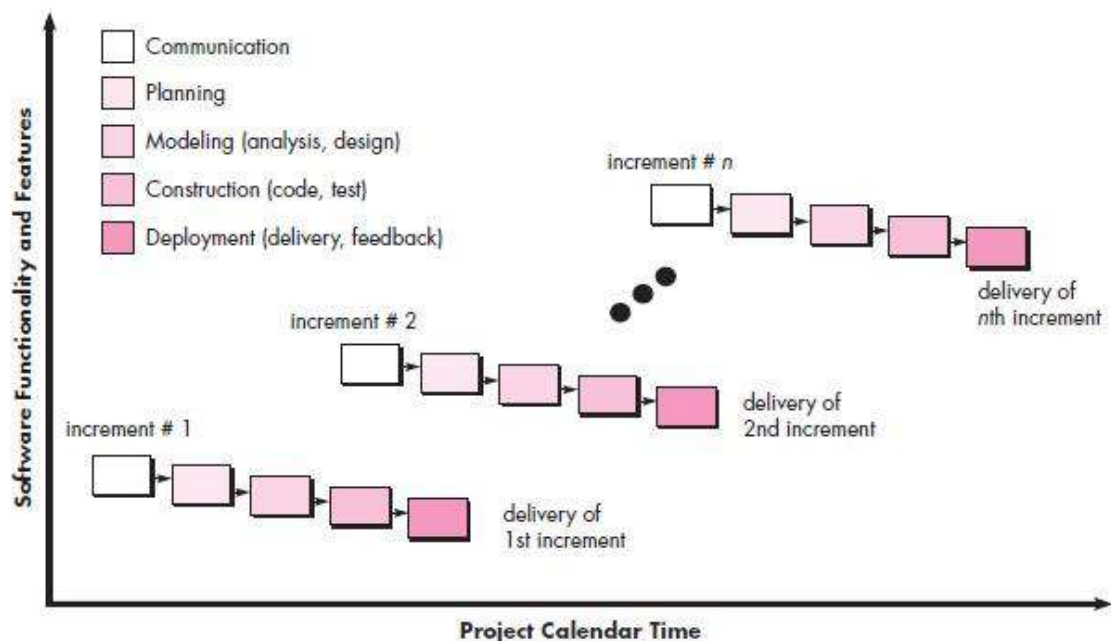 Software Functionality and Features
Communication
Planning
Modeling (analysis, design)
Construction (code, test)
Deployment (delivery, feedback)
increment # n
delivery of
nth increment
increment # 2
delivery of
2nd increment
increment # 1
delivery of
1st increment
Project Calendar Time